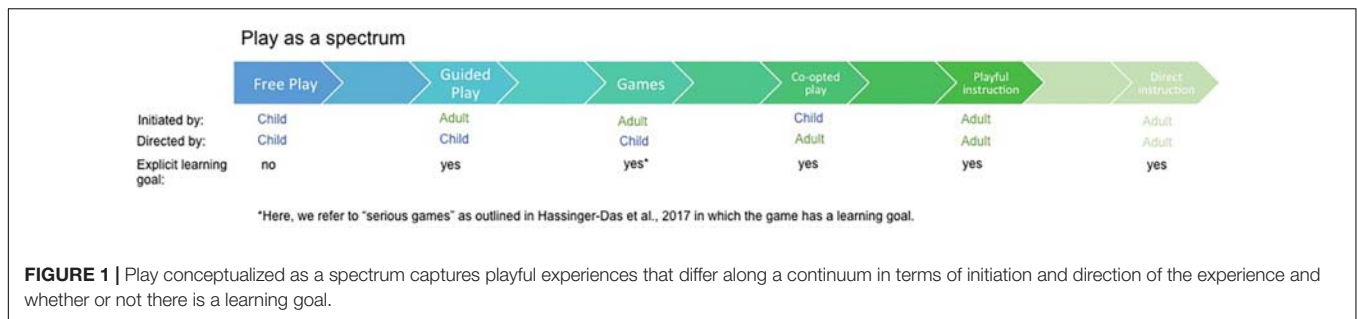 Play as a spectrum
Free Play
Guided
Play
Games
Co-opted
play
Playful
instruction
Direct
instruction
Initiated by: Child Adult Adult Child Adult Adult
Directed by: Child Child Child Adult Adult Adult
Explicit learning
goal: no yes yes* yes yes yes
*Here, we refer to "serious games" as outlined in Hassinger-Das et al., 2017 in which the game has a learning goal.
FIGURE 1 | Play conceptualized as a spectrum captures playful experiences that differ along a continuum in terms of initiation and direction of the experience and
whether or not there is a learning goal.